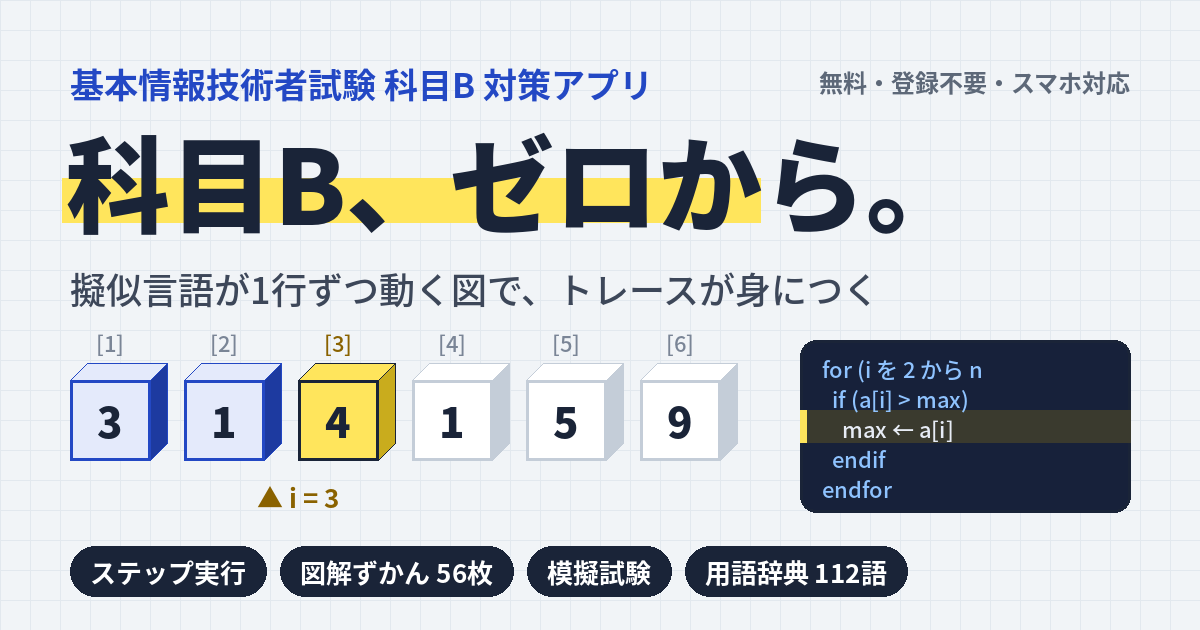 基本情報技術者試験 科目B 対策アプリ
無料・登録不要・スマホ対応
科目B、ゼロから。
擬似言語が1行ずつ動く図で、トレースが身につく
[1] [2] [3] [4] [5] [6]
3 1 4 1 5 9
▲ i = 3
for (i を 2 から n
if (a[i] > max)
max ← a[i]
endif
endfor
ステップ実行 図解ずかん 56枚 模擬試験 用語辞典 112語